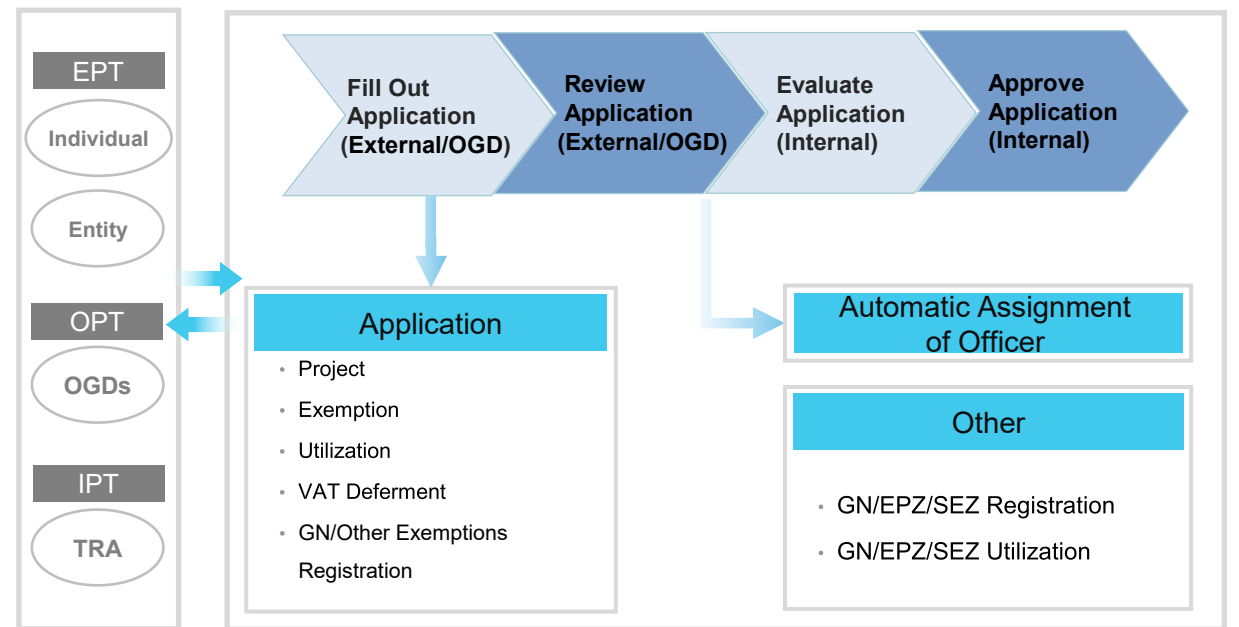 EPT
Individual
Entity
OPT
OGDs
IPT
TRA
Fill Out
Application
(External/OGD)
Review
Application
(External/OGD)
Evaluate
Application
(Internal)
Approve
Application
(Internal)
Application
• Project
• Exemption
• Utilization
• VAT Deferment
• GN/Other Exemptions
Registration
Automatic Assignment
of Officer
Other
• GN/EPZ/SEZ Registration
• GN/EPZ/SEZ Utilization